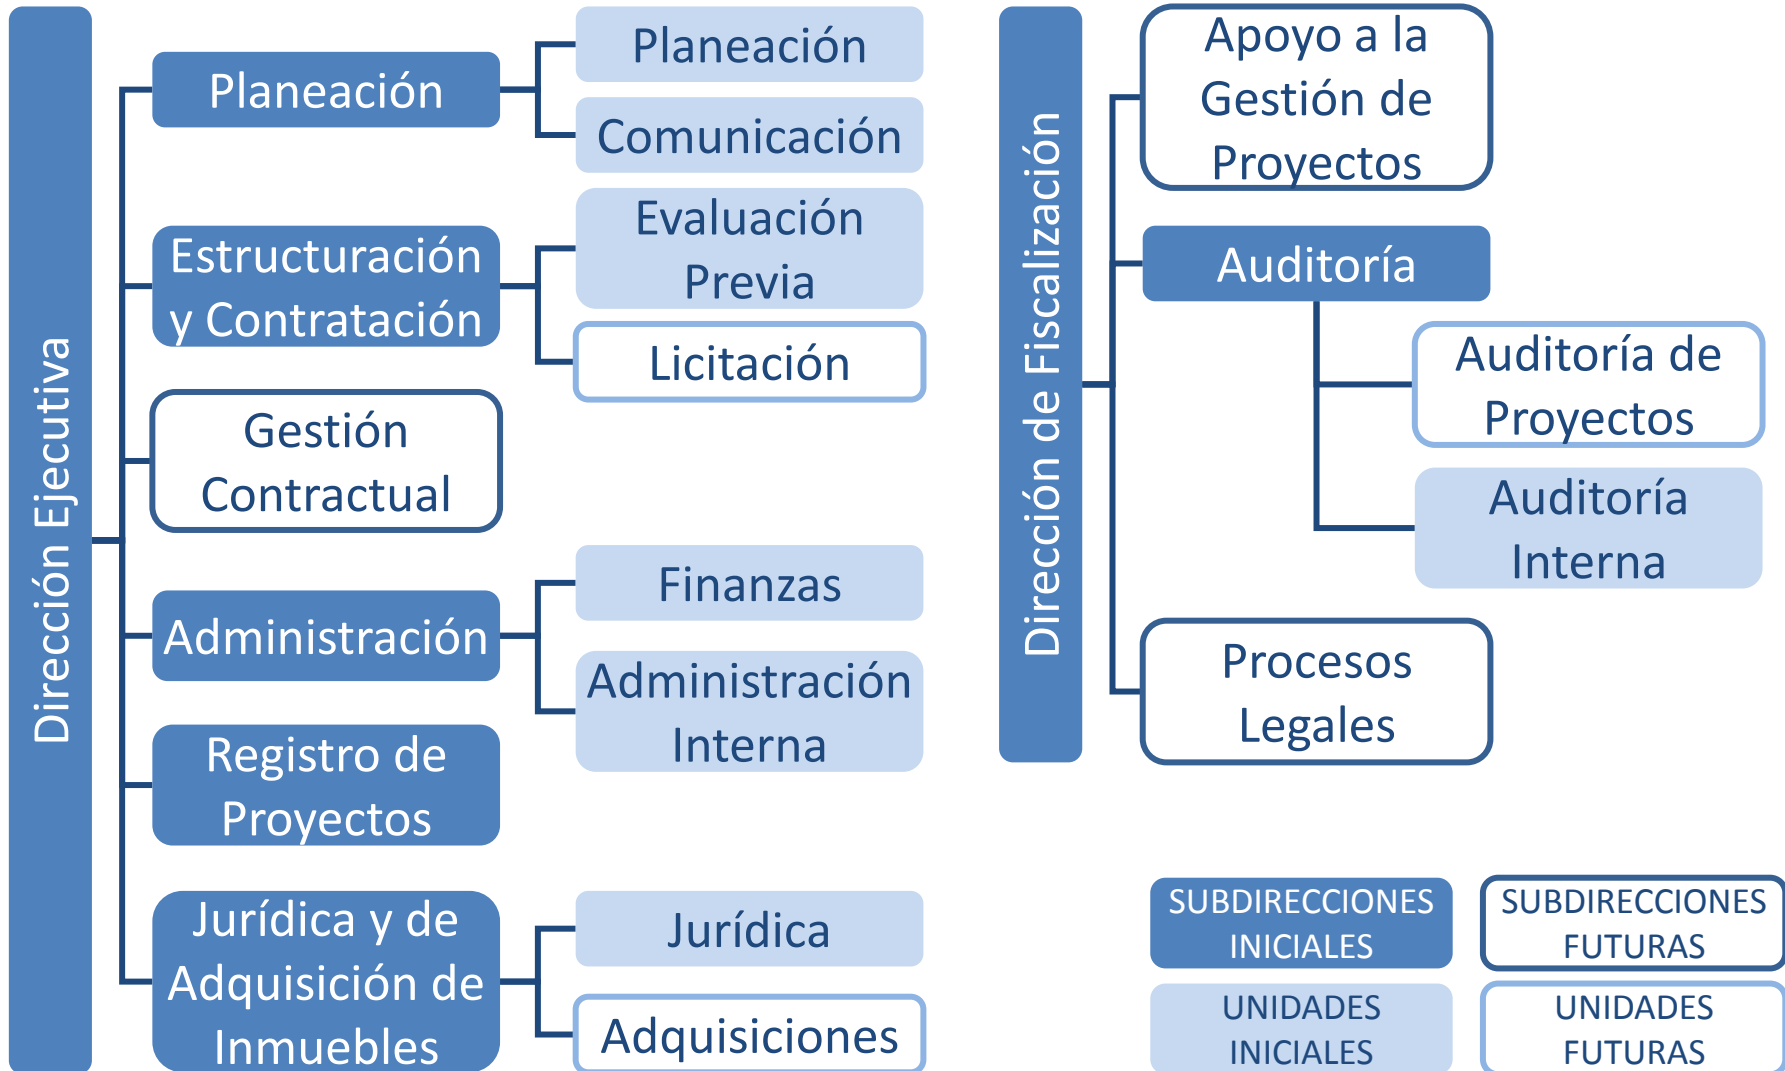 Dirección Ejecutiva
Planeación
Planeación
Comunicación
Estructuración
y Contratación
Evaluación
Previa
Licitación
Gestión
Contractual
Administración
Finanzas
Administración
Interna
Registro de
Proyectos
Jurídica y de
Adquisición de
Inmuebles
Jurídica
Adquisiciones
Dirección de Fiscalización
Apoyo a la
Gestión de
Proyectos
Auditoría
Auditoría de
Proyectos
Auditoría
Interna
Procesos
Legales
SUBDIRECCIONES
INICIALES
SUBDIRECCIONES
FUTURAS
UNIDADES
INICIALES
UNIDADES
FUTURAS